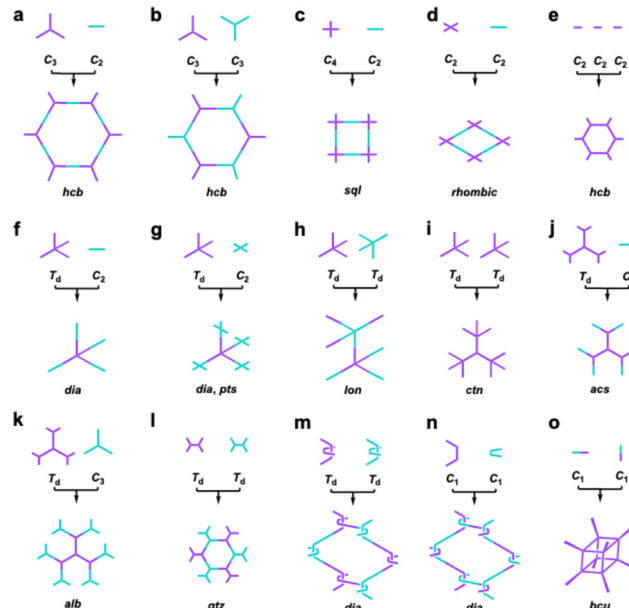 a b c d e
C3 C2 C3 C3 C4 C2 C2 C2 C2 C2 C2
hcb hcb sql rhombic hcb
f g h i j
Td C2 Td C2 Td Td Td Td Td
dia dia, pts lon ctn acs
k l m n o
Td C3 Td Td Td Td C1 C1 C1 C1
alb qtz dia dia bcu